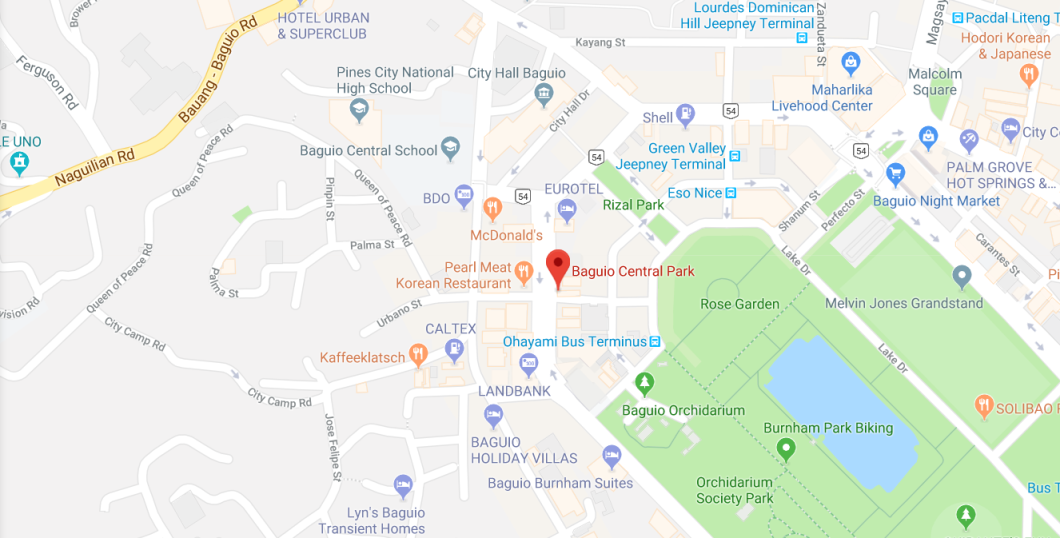 Brewer
HOTEL URBAN
& SUPERCLUB
Lourdes Dominican
Hill Jeepney Terminal
Zandueta St
Magsay
Pacdal Liteng T
Hodori Korean
& Japanese
Kayang St
Ferguson Rd
Bauang - Baguio Rd
Pines City National
High School
City Hall Baguio
City Hall Dr
Maharlika
Livehood Center
Malcolm
Square
Shell
54
LE UNO
Naguilian Rd
Queen of Peace Rd
Baguio Central School
54
Green Valley
Jeepney Terminal
54
City C
PALM GROVE
HOT SPRINGS &...
Pinpin St
Queen of Peace Rd
BDO
54
EUROTEL
Eso Nice
Rizal Park
Shanum St
Perfecto St
Baguio Night Market
McDonald's
Palma St
Palma St
Queen of Peace Rd
Pearl Meat
Korean Restaurant
Baguio Central Park
Lake Dr
Carantes St
Pi
Rose Garden
Melvin Jones Grandstand
vision Rd
Urbano St
City Camp Rd
CALTEX
Ohayami Bus Terminus
Kaffeeklatsch
Lake Dr
City Camp Rd
LANDBANK
Baguio Orchidarium
SOLIBAO
Jose Felipe St
Burnham Park Biking
BAGUIO
HOLIDAY VILLAS
Baguio Burnham Suites
Orchidarium
Society Park
Bus T
Lyn's Baguio
Transient Homes